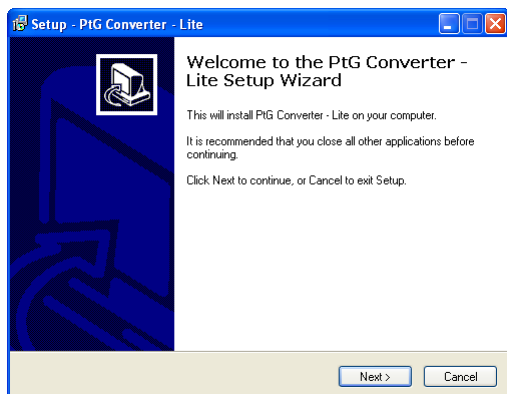 Setup - PtG Converter - Lite
Welcome to the PtG Converter -
Lite Setup Wizard
This will install PtG Converter - Lite on your computer.
It is recommended that you close all other applications before
continuing.
Click Next to continue, or Cancel to exit Setup.
Next >
Cancel